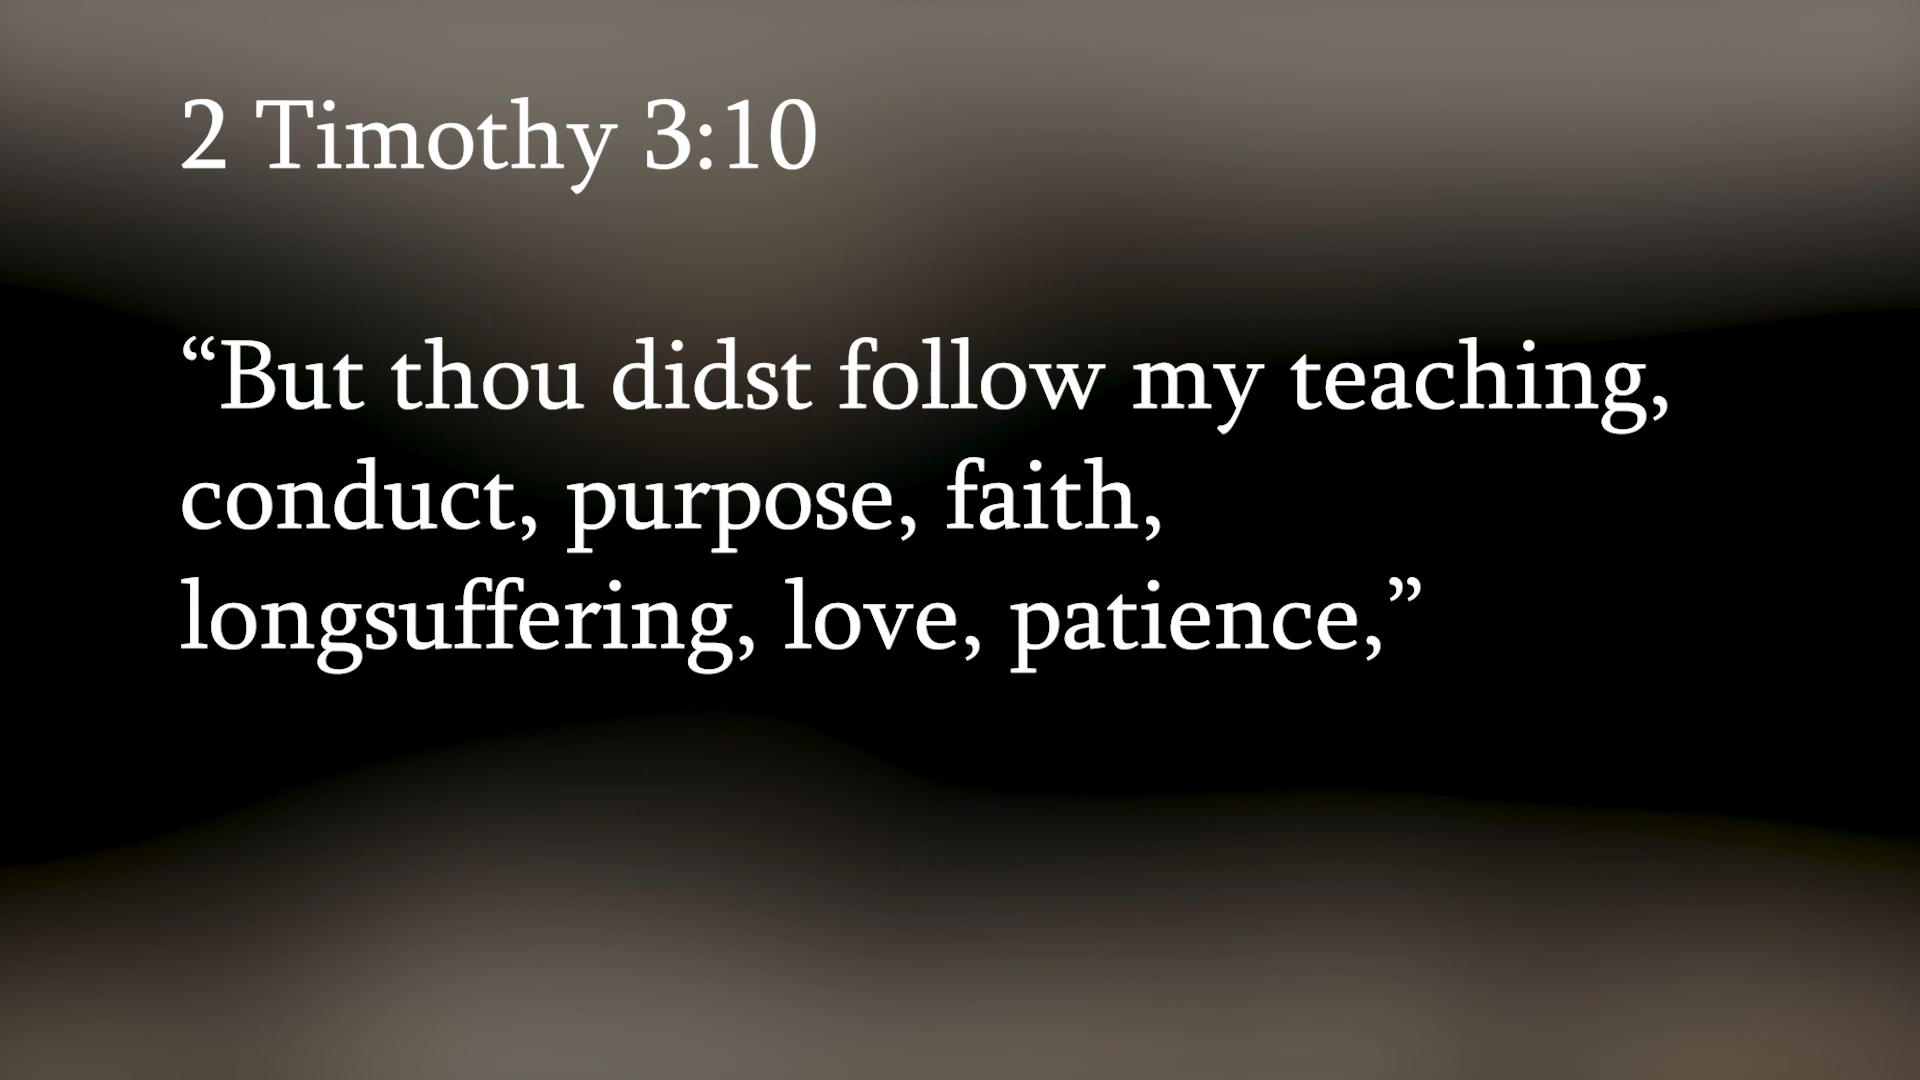 2 Timothy 3:10
“But thou didst follow my teaching,
conduct, purpose, faith,
longsuffering, love, patience,”